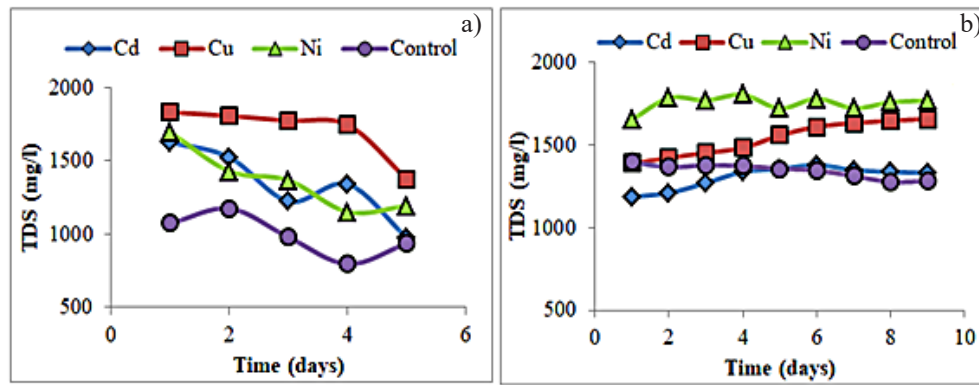 a)
Cd Cu Ni Control
2000
1500
1000
500
TDS (mg/l)
0 2 4 6
Time (days)
b)
Cd Cu Ni Control
2000
1500
1000
500
TDS (mg/l)
0 2 4 6 8 10
Time (days)